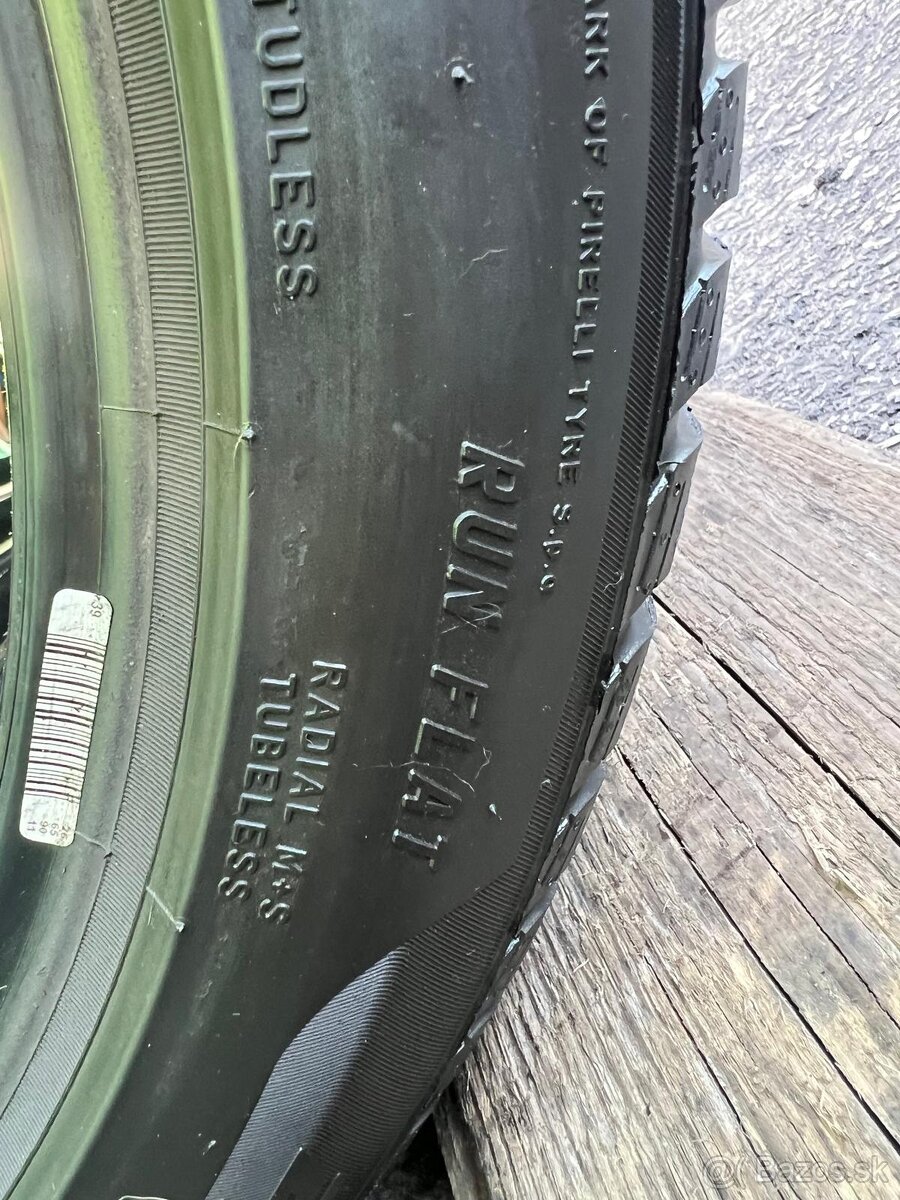 TUDLESS
ARK OF PIRELLI TYRE S.P.A
RUN FLAT
RADIAL M+S
TUBELESS
Bazos.sk